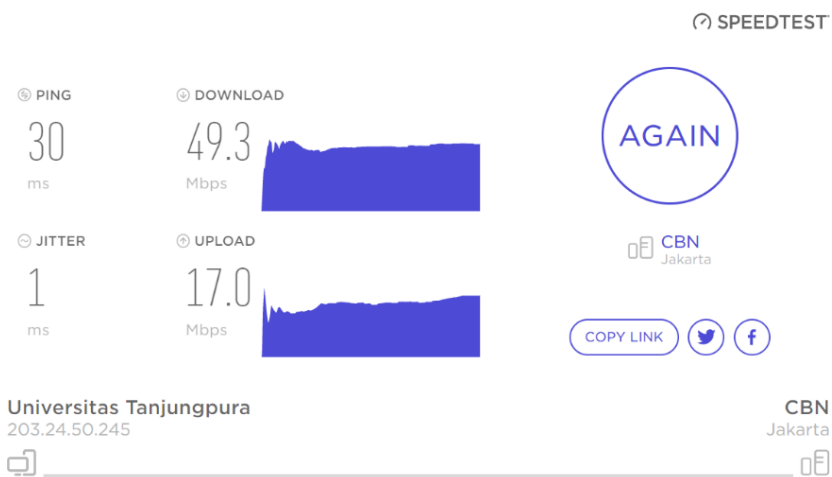 SPEEDTEST
PING
30
ms
DOWNLOAD
49.3
Mbps
JITTER
1
ms
UPLOAD
17.0
Mbps
AGAIN
CBN
Jakarta
COPY LINK
Universitas Tanjungpura
203.24.50.245
CBN
Jakarta